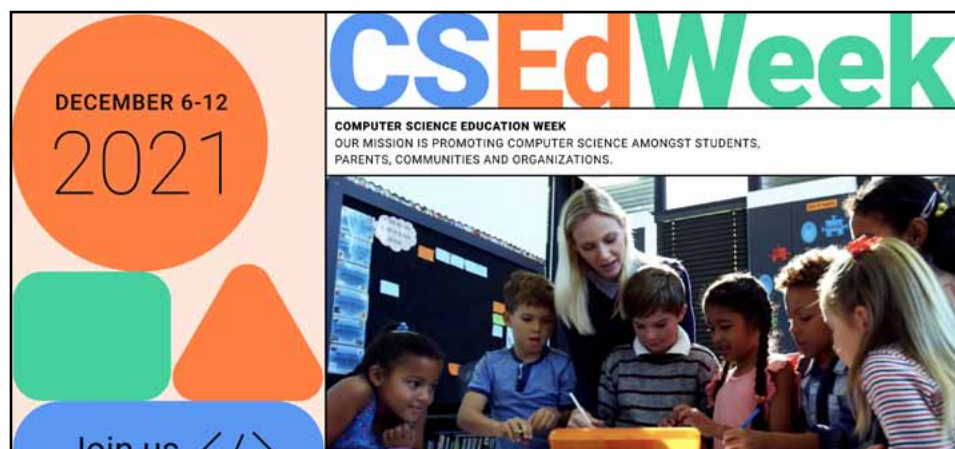 DECEMBER 6-12
2021
Join us </>
CSEdWeek
COMPUTER SCIENCE EDUCATION WEEK
OUR MISSION IS PROMOTING COMPUTER SCIENCE AMONGST STUDENTS,
PARENTS, COMMUNITIES AND ORGANIZATIONS.